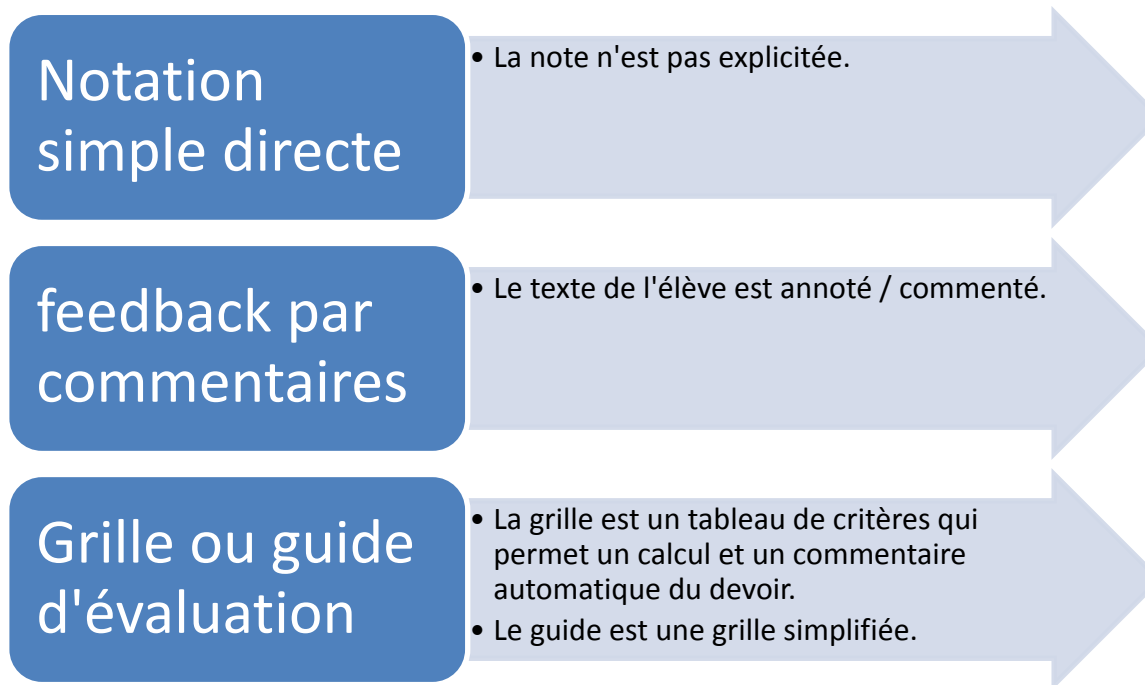 Notation
simple directe
• La note n'est pas explicitée.
feedback par
commentaires
• Le texte de l'élève est annoté / commenté.
Grille ou guide
d'évaluation
• La grille est un tableau de critères qui
permet un calcul et un commentaire
automatique du devoir.
• Le guide est une grille simplifiée.